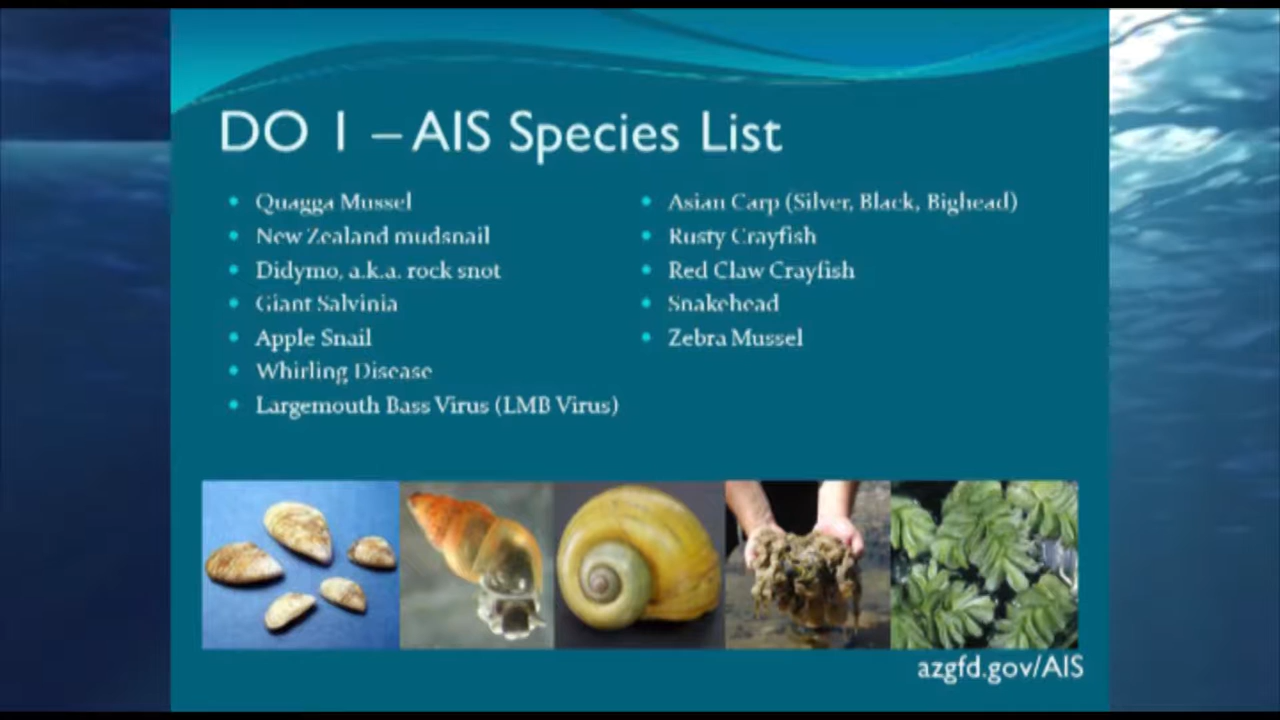 DO 1 – AIS Species List
• Quagga Mussel
• New Zealand mudsnail
• Didymo, a.k.a. rock snot
• Giant Salvinia
• Apple Snail
• Whirling Disease
• Largemouth Bass Virus (LMB Virus)
• Asian Carp (Silver, Black, Bighead)
• Rusty Crayfish
• Red Claw Crayfish
• Snakehead
• Zebra Mussel
azgfd.gov/AIS